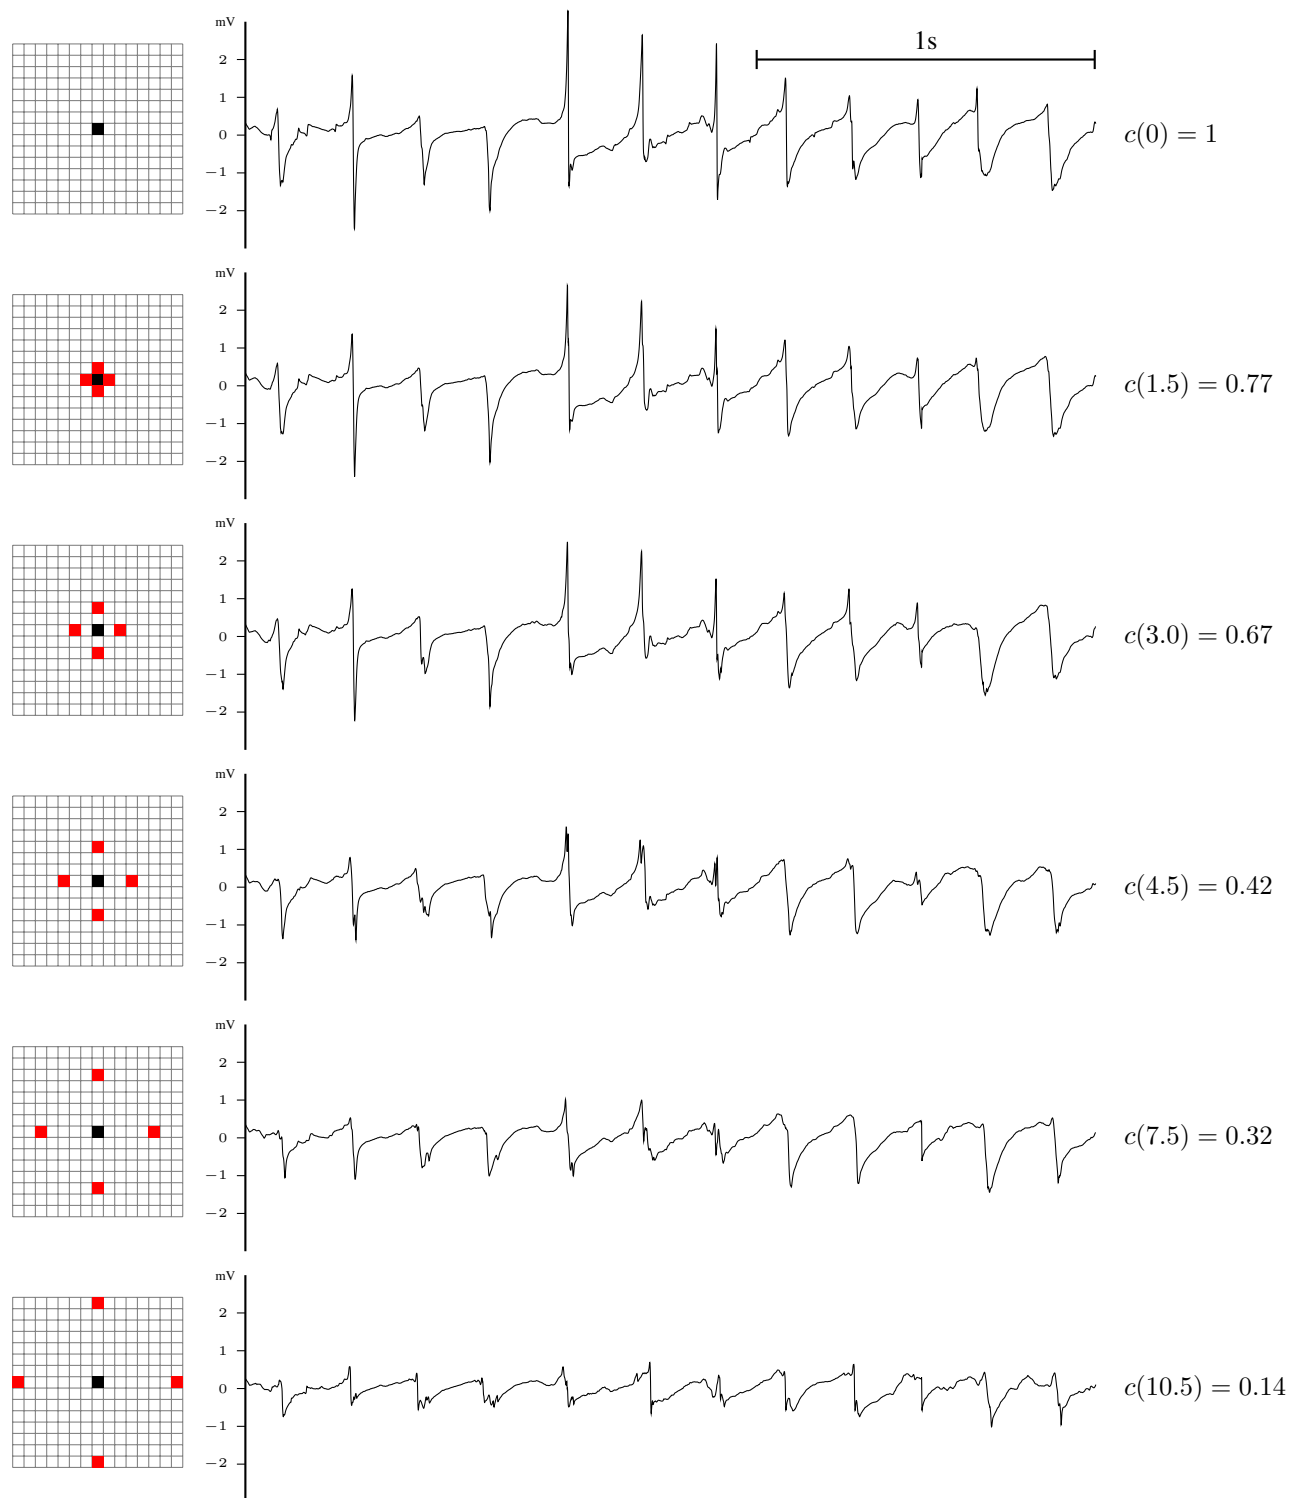 mV
2
1
0
−1
−2
1s
c(0) = 1
mV
2
1
0
−1
−2
c(1.5) = 0.77
mV
2
1
0
−1
−2
c(3.0) = 0.67
mV
2
1
0
−1
−2
c(4.5) = 0.42
mV
2
1
0
−1
−2
c(7.5) = 0.32
mV
2
1
0
−1
−2
c(10.5) = 0.14